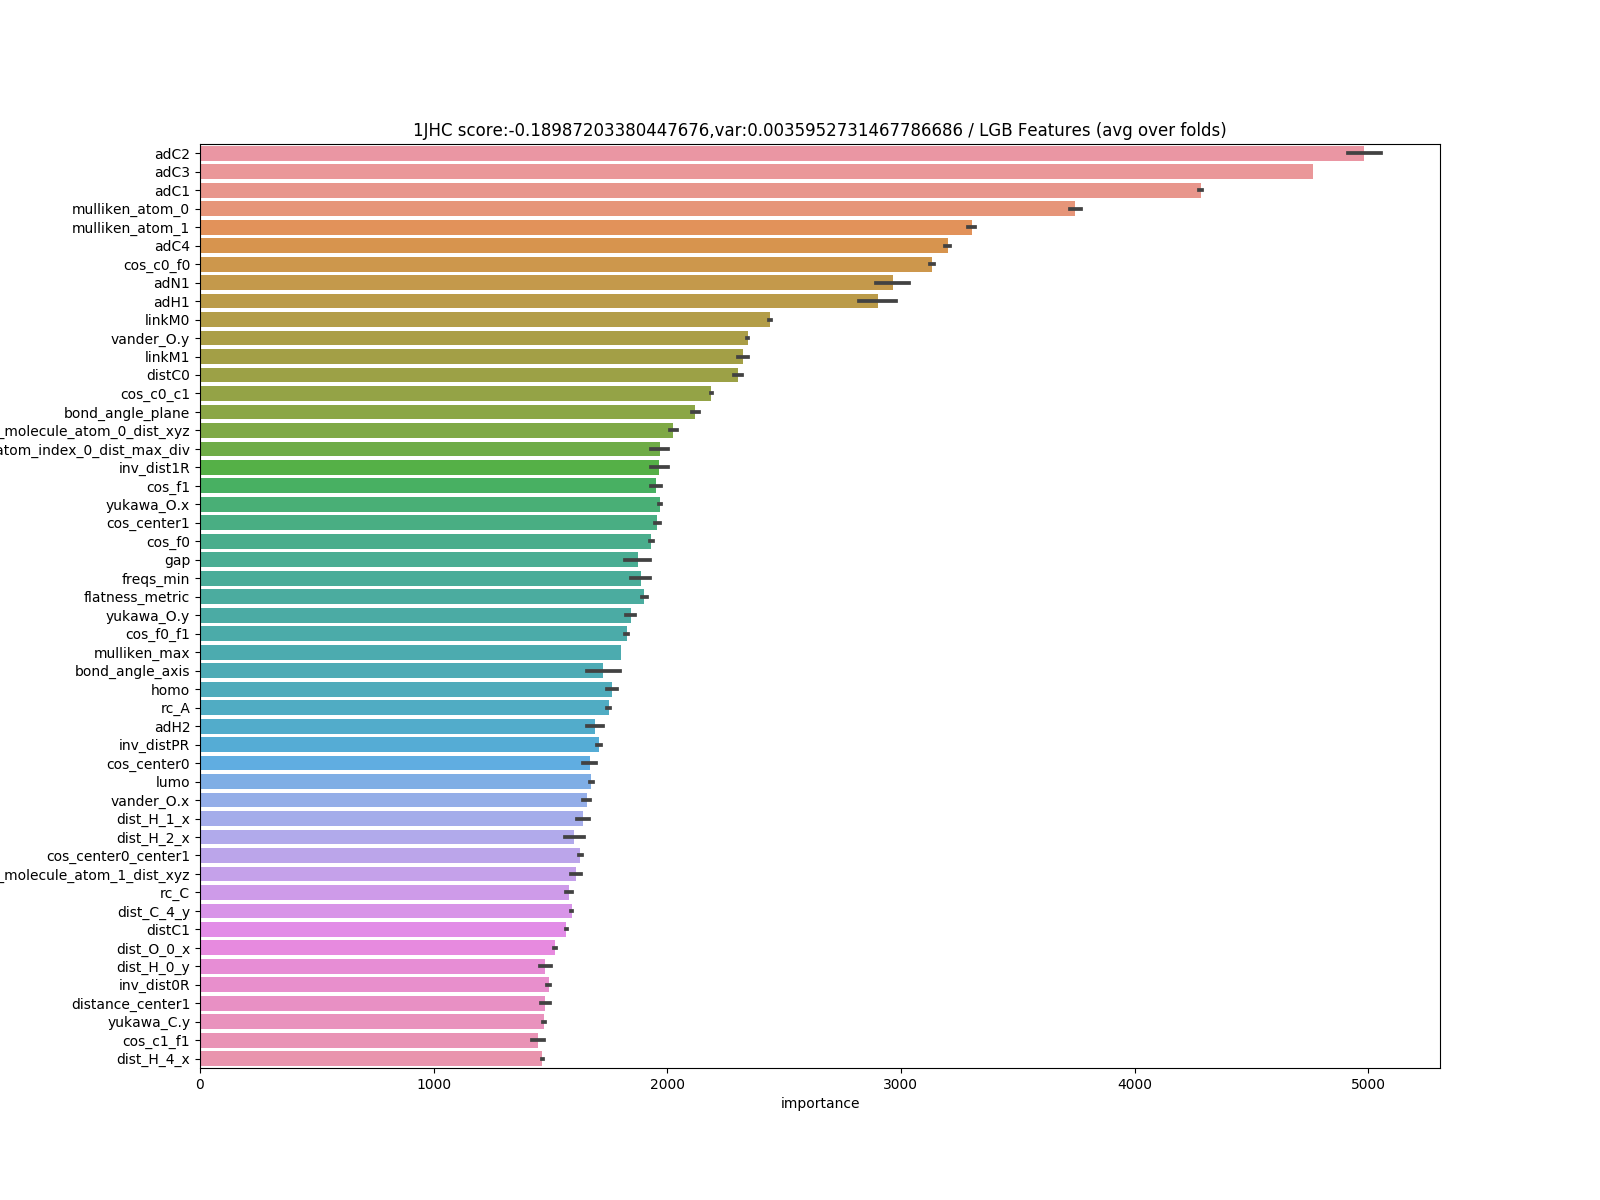 1JHC score:-0.18987203380447676,var:0.0035952731467786686 / LGB Features (avg over folds)
adC2
adC3
adC1
mulliken_atom_0
mulliken_atom_1
adC4
cos_c0_f0
adN1
adH1
linkM0
vander_O.y
linkM1
distC0
cos_c0_c1
bond_angle_plane
_molecule_atom_0_dist_xyz
atom_index_0_dist_max_div
inv_dist1R
cos_f1
yukawa_O.x
cos_center1
cos_f0
gap
freqs_min
flatness_metric
yukawa_O.y
cos_f0_f1
mulliken_max
bond_angle_axis
homo
rc_A
adH2
inv_distPR
cos_center0
lumo
vander_O.x
dist_H_1_x
dist_H_2_x
cos_center0_center1
_molecule_atom_1_dist_xyz
rc_C
dist_C_4_y
distC1
dist_O_0_x
dist_H_0_y
inv_dist0R
distance_center1
yukawa_C.y
cos_c1_f1
dist_H_4_x
0 1000 2000 3000 4000 5000
importance